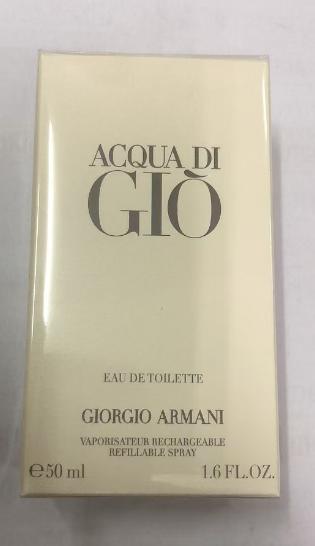 ACQUA DI
GIÒ
EAU DE TOILETTE
GIORGIO ARMANI
VAPORISATEUR RECHARGEABLE
REFILLABLE SPRAY
℮50 ml 1.6 FL.OZ.